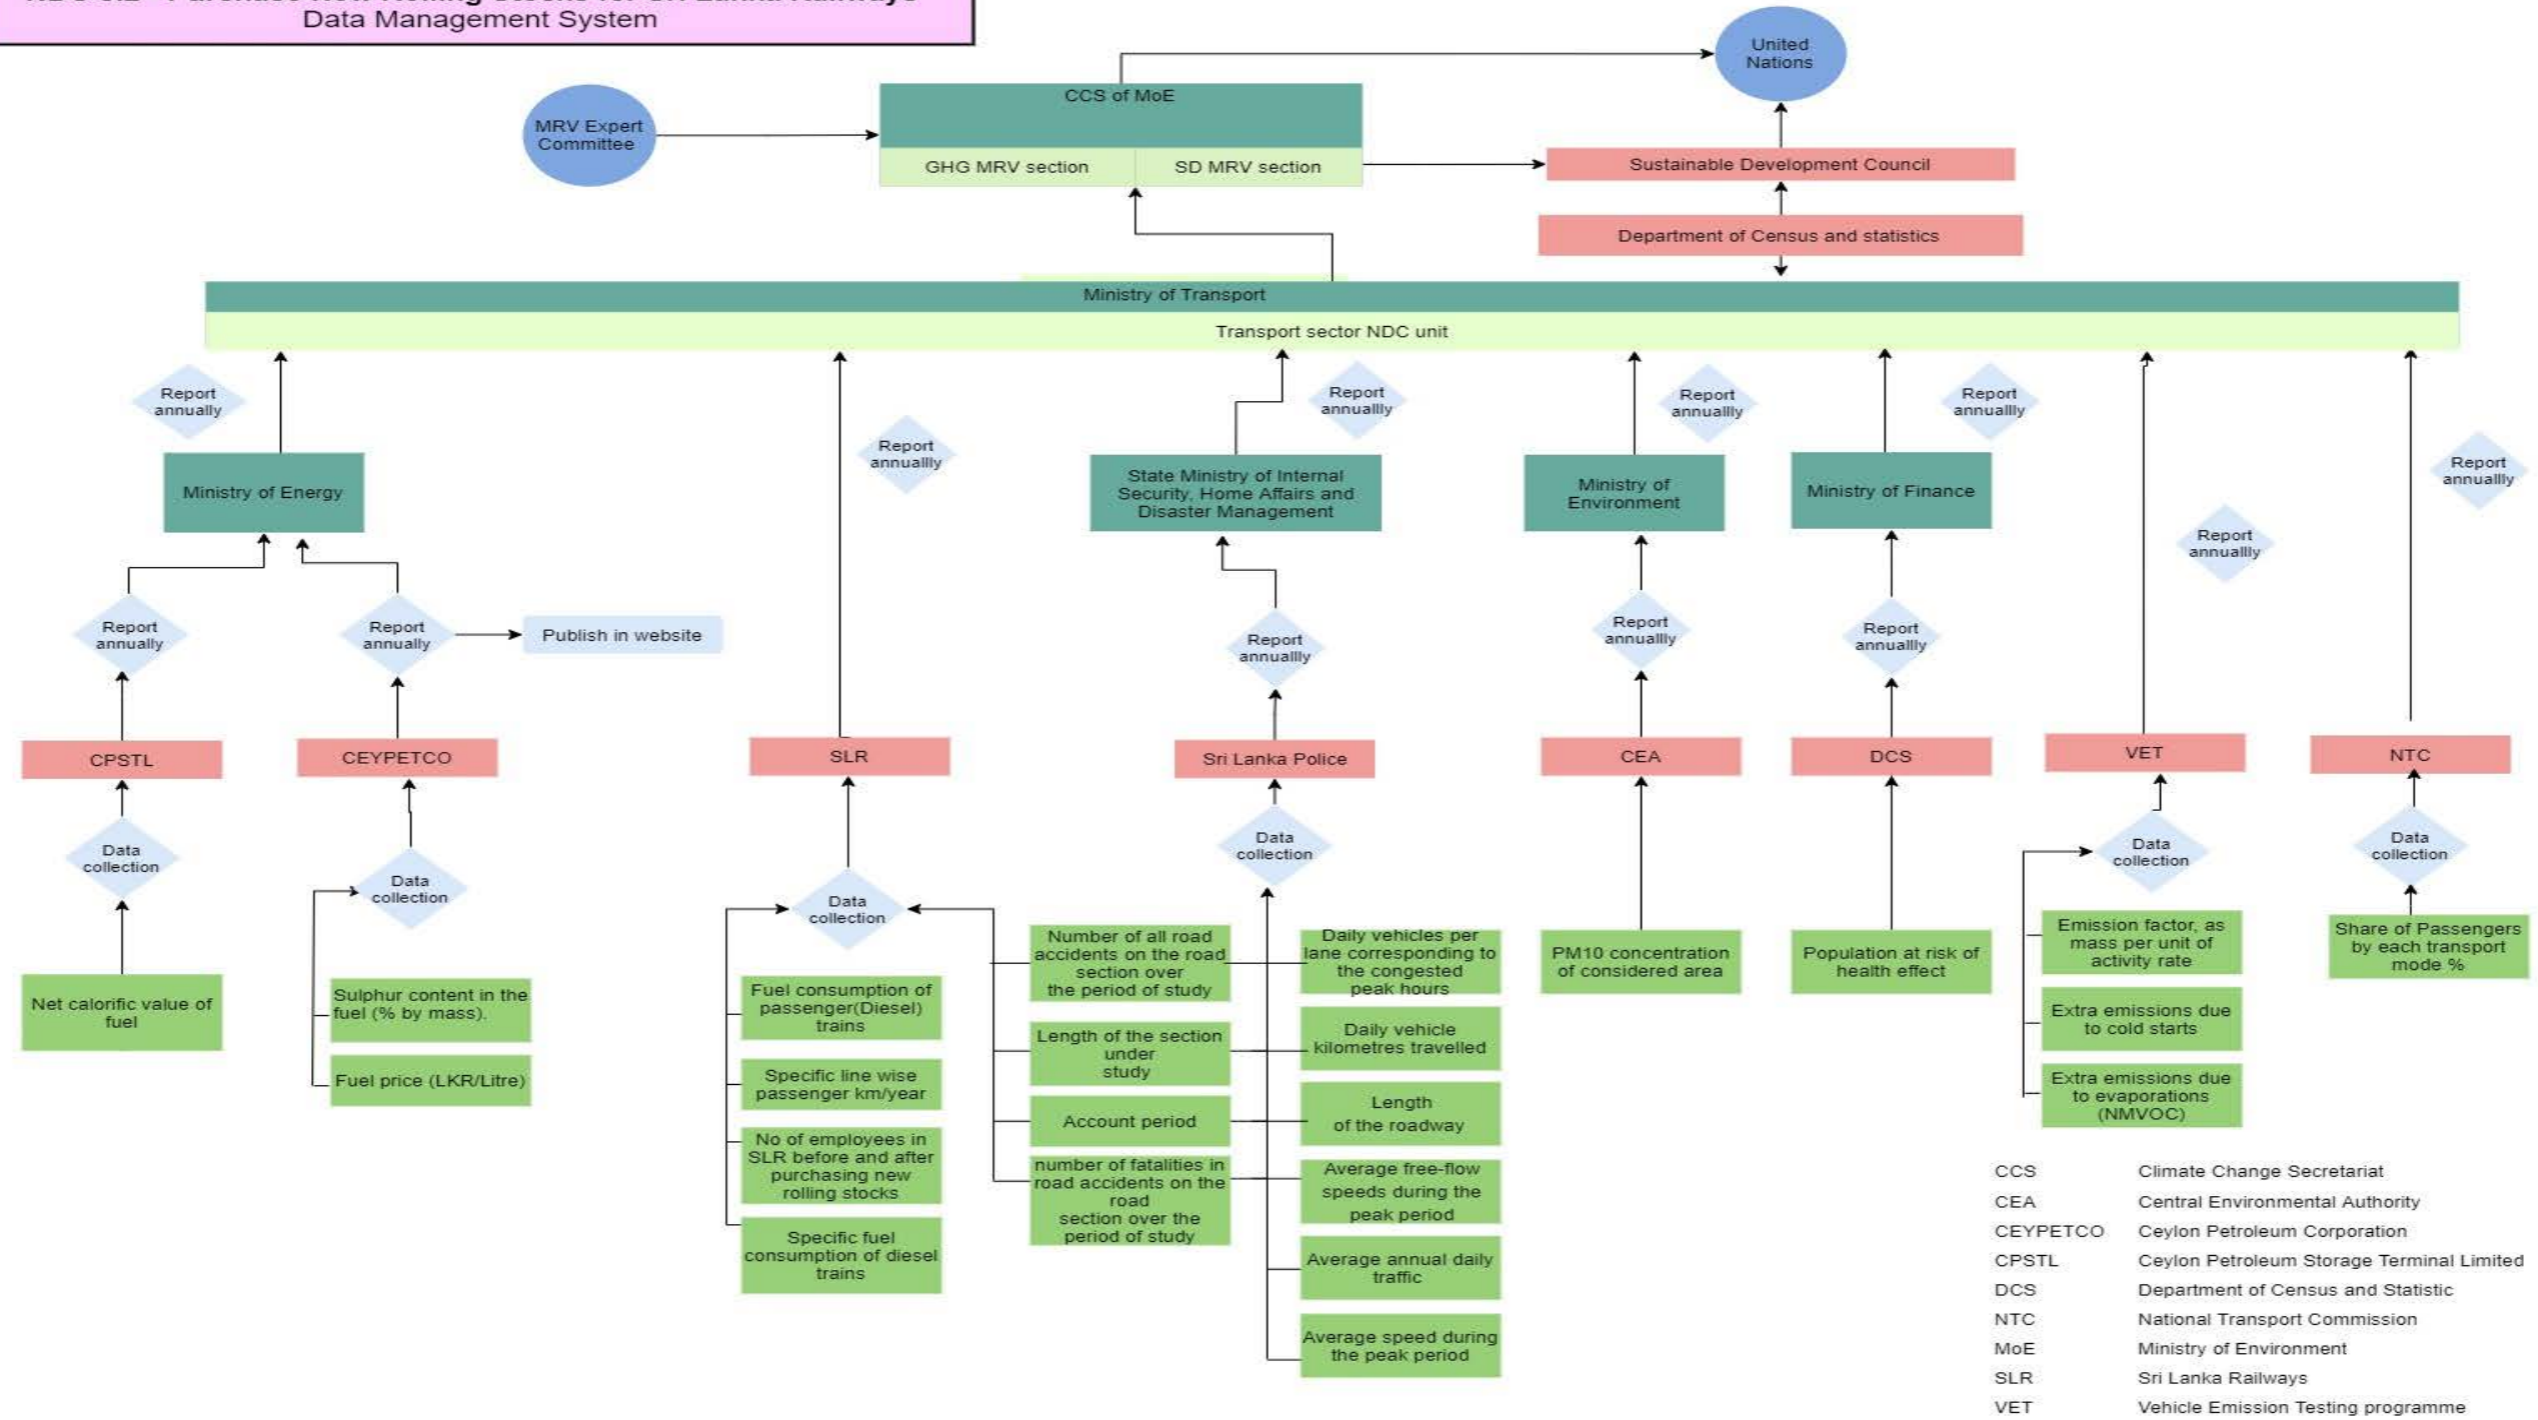 Data Management System
United
Nations
CCS of MoE
MRV Expert
Committee
GHG MRV section
SD MRV section
Sustainable Development Council
Department of Census and statistics
Ministry of Transport
Transport sector NDC unit
Report
annually
Report
annuallly
Report
annuallly
Report
annuallly
Report
annuallly
Report
annuallly
Report
annuallly
Ministry of Energy
State Ministry of Internal
Security, Home Affairs and
Disaster Management
Ministry of
Environment
Ministry of Finance
Report
annually
Report
annually
Publish in website
Report
annuallly
Report
annuallly
Report
annuallly
CPSTL
CEYPETCO
SLR
Sri Lanka Police
CEA
DCS
VET
NTC
Data
collection
Data
collection
Data
collection
Data
collection
Data
collection
Data
collection
Net calorific value of
fuel
Sulphur content in the
fuel (% by mass).
Fuel price (LKR/Litre)
Fuel consumption of
passenger(Diesel)
trains
Specific line wise
passenger km/year
No of employees in
SLR before and after
purchasing new
rolling stocks
Specific fuel
consumption of diesel
trains
Number of all road
accidents on the road
section over
the period of study
Length of the section
under
study
Account period
number of fatalities in
road accidents on the
road
section over the
period of study
Daily vehicles per
lane corresponding to
the congested
peak hours
Daily vehicle
kilometres travelled
Length
of the roadway
Average free-flow
speeds during the
peak period
Average annual daily
traffic
Average speed during
the peak period
PM10 concentration
of considered area
Population at risk of
health effect
Emission factor, as
mass per unit of
activity rate
Extra emissions due
to cold starts
Extra emissions due
to evaporations
(NMVOC)
Share of Passengers
by each transport
mode %
CCS Climate Change Secretariat
CEA Central Environmental Authority
CEYPETCO Ceylon Petroleum Corporation
CPSTL Ceylon Petroleum Storage Terminal Limited
DCS Department of Census and Statistic
NTC National Transport Commission
MoE Ministry of Environment
SLR Sri Lanka Railways
VET Vehicle Emission Testing programme